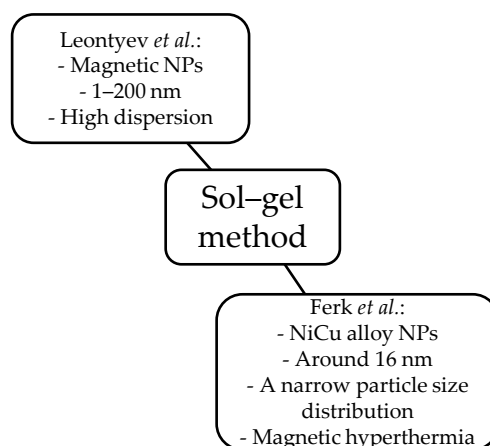 Leontyev et al.:
- Magnetic NPs
- 1–200 nm
- High dispersion
Sol–gel
method
Ferk et al.:
- NiCu alloy NPs
- Around 16 nm
- A narrow particle size
distribution
- Magnetic hyperthermia